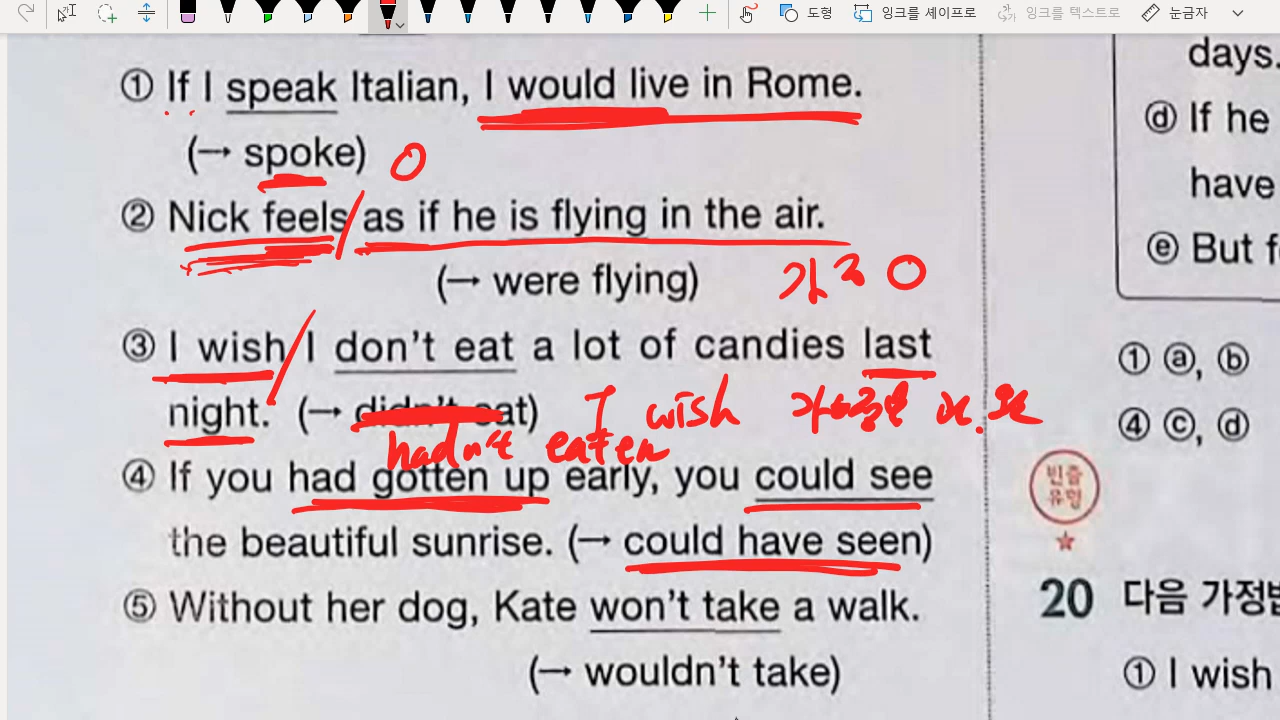 도형 잉크를 셰이프로 잉크를 텍스트로 눈금자
① If I speak Italian, I would live in Rome.
(→ spoke) O
② Nick feels / as if he is flying in the air.
(→ were flying) 가 과 O
③ I wish / I don't eat a lot of candies last
night. (→ didn't eat) I wish 가정법
hadn't eaten
④ If you had gotten up early, you could see
the beautiful sunrise. (→ could have seen)
⑤ Without her dog, Kate won't take a walk.
(→ wouldn't take)
days.
ⓓ If he
have
ⓔ But f
① ⓐ, ⓑ
④ ⓒ, ⓓ
빈출
유형
20 다음 가정법
① I wish